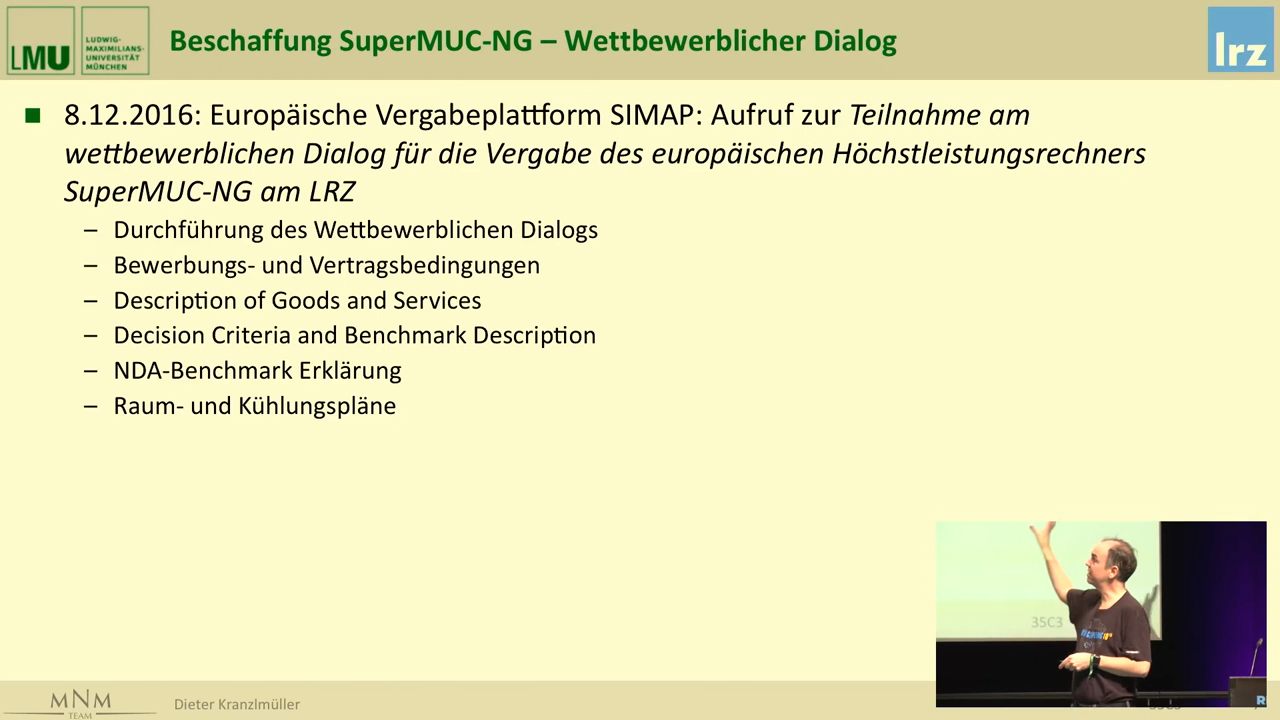 LMU
LUDWIG-
MAXIMILIANS-
UNIVERSITÄT
MÜNCHEN
Beschaffung SuperMUC-NG – Wettbewerblicher Dialog
lrz
8.12.2016: Europäische Vergabeplattform SIMAP: Aufruf zur Teilnahme am
wettbewerblichen Dialog für die Vergabe des europäischen Höchstleistungsrechners
SuperMUC-NG am LRZ
– Durchführung des Wettbewerblichen Dialogs
– Bewerbungs- und Vertragsbedingungen
– Description of Goods and Services
– Decision Criteria and Benchmark Description
– NDA-Benchmark Erklärung
– Raum- und Kühlungspläne
35C3
MNM
TEAM
Dieter Kranzlmüller